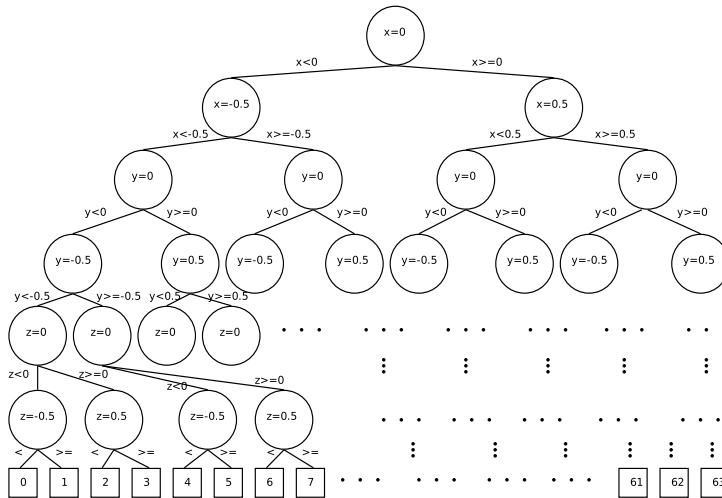 x=0
x<0 x>=0
x=-0.5 x=0.5
x<-0.5 x>=-0.5 x<0.5 x>=0.5
y=0 y=0 y=0 y=0
y<0 y>=0 y<0 y>=0 y<0 y>=0 y<0 y>=0
y=-0.5 y=0.5 y=-0.5 y=0.5 y=-0.5 y=0.5 y=-0.5 y=0.5
y<-0.5 y>=-0.5 y<0.5 y>=0.5
z=0 z=0 z=0 z=0
z<0 z>=0 z<0 z>=0
z=-0.5 z=0.5 z=-0.5 z=0.5
< >= < >= < >= < >=
0 1 2 3 4 5 6 7 61 62